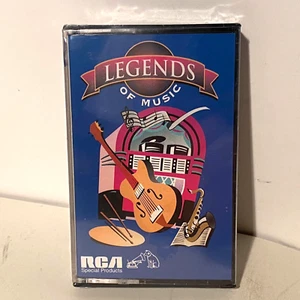 LEGENDS
OF MUSIC
RCA
Special Products